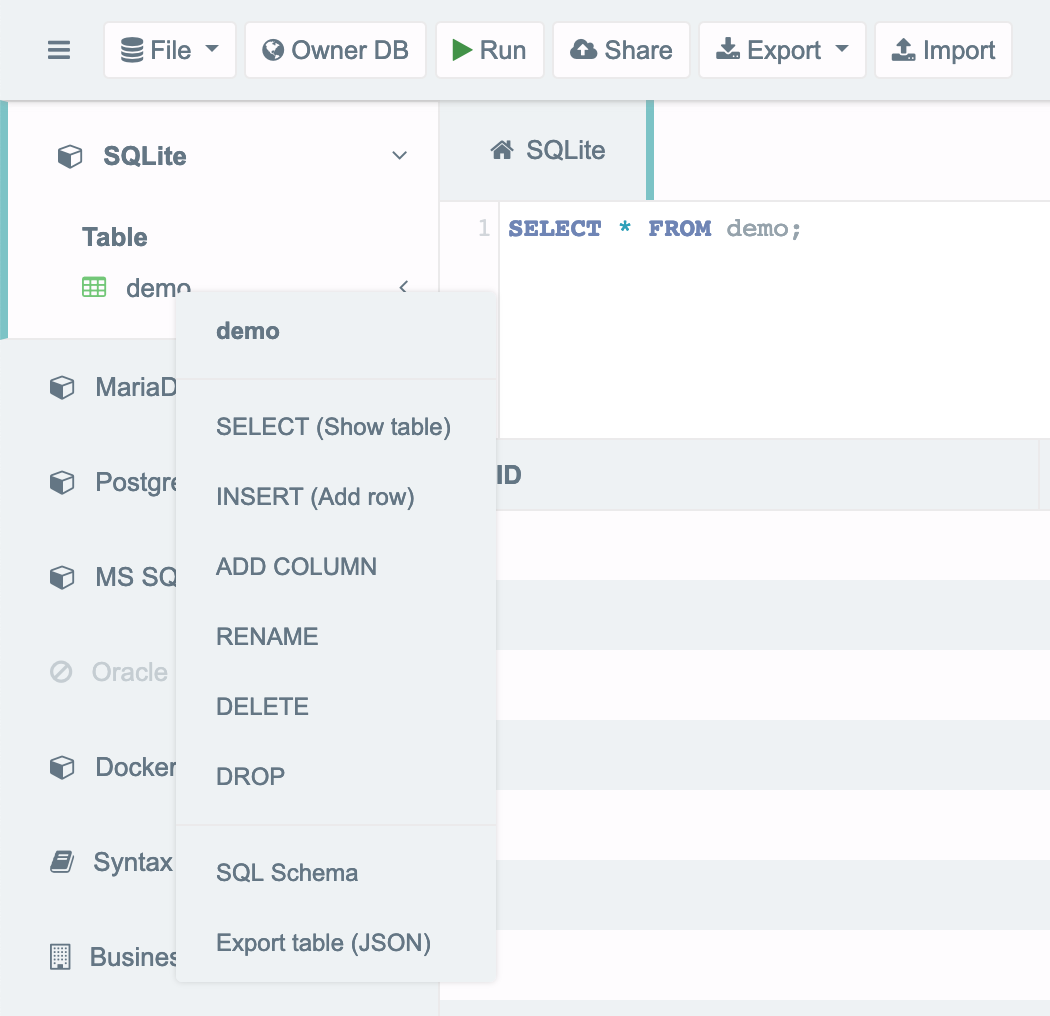 File
Owner DB
Run
Share
Export
Import
SQLite
SQLite
1 SELECT * FROM demo;
Table
demo
demo
SELECT (Show table)
INSERT (Add row)
ADD COLUMN
RENAME
DELETE
DROP
SQL Schema
Export table (JSON)
ID
MariaD
Postgre
MS SQ
Oracle
Docker
Syntax
Busines